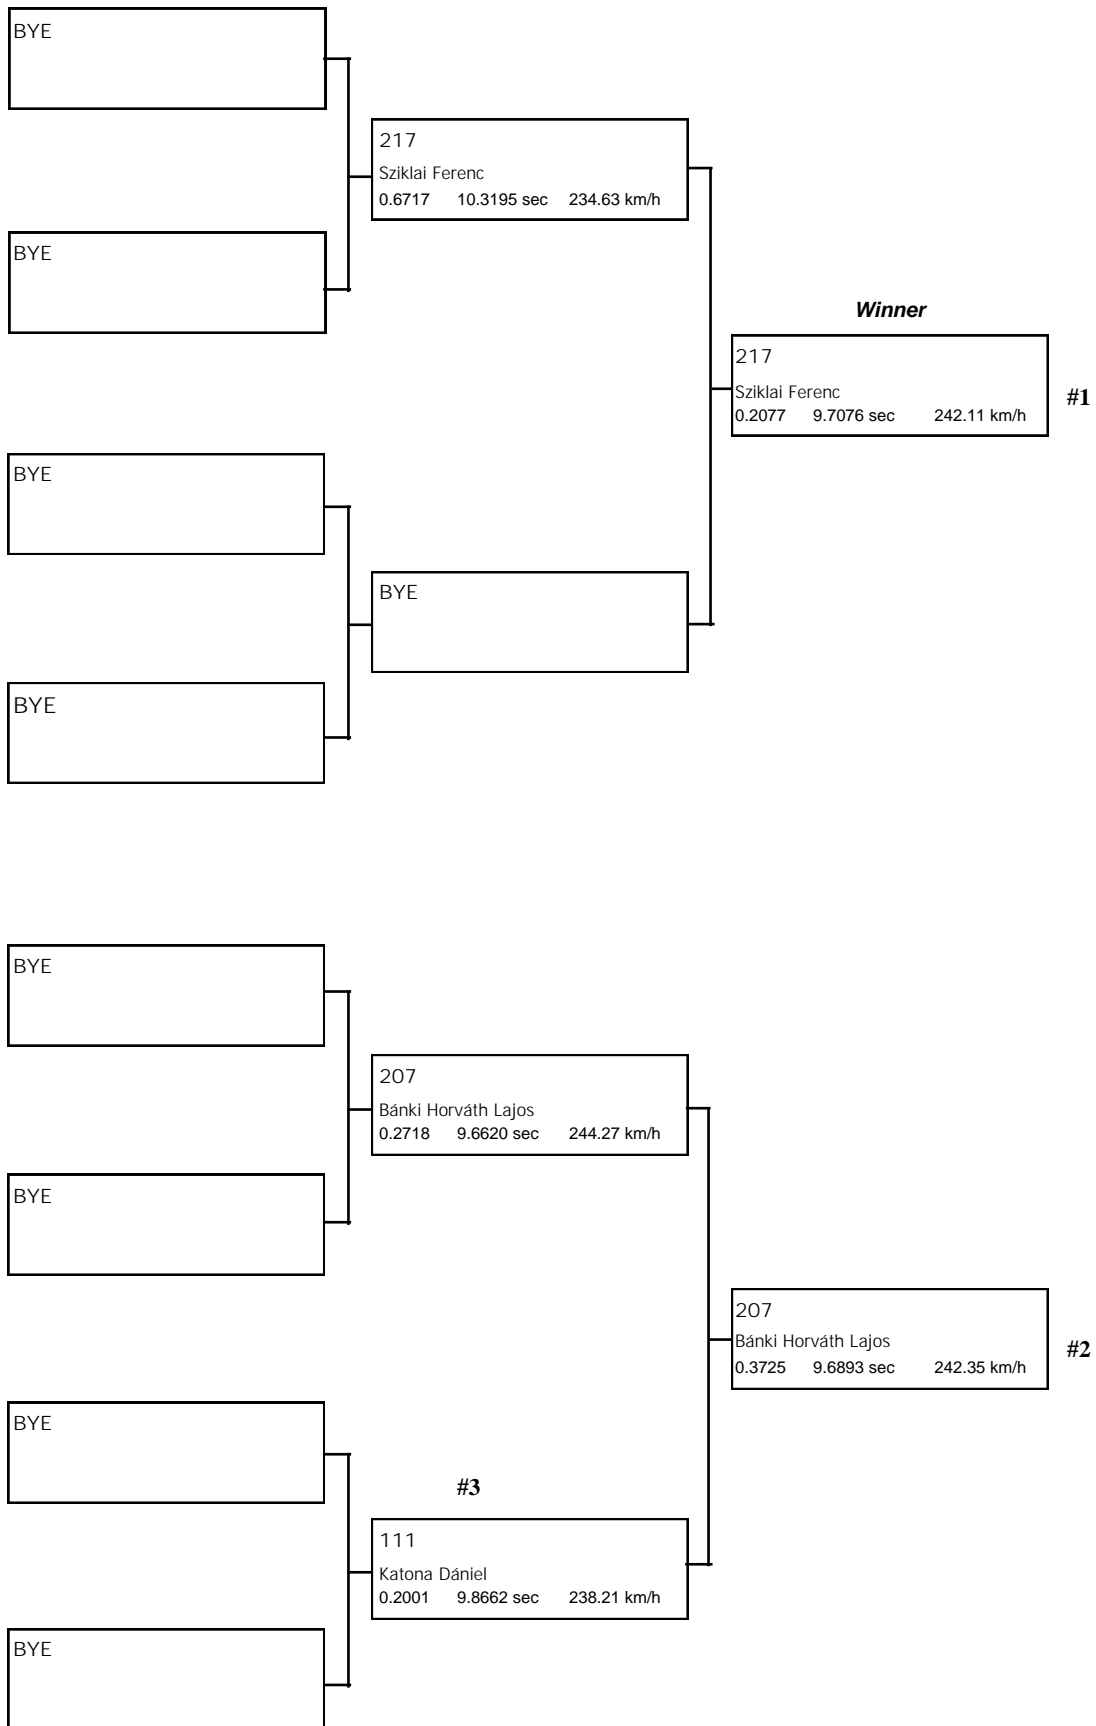 BYE
217
Sziklai Ferenc
0.6717 10.3195 sec 234.63 km/h
BYE
Winner
217
Sziklai Ferenc
0.2077 9.7076 sec 242.11 km/h
#1
BYE
BYE
BYE
BYE
207
Bánki Horváth Lajos
0.2718 9.6620 sec 244.27 km/h
BYE
207
Bánki Horváth Lajos
0.3725 9.6893 sec 242.35 km/h
#2
BYE
#3
111
Katona Dániel
0.2001 9.8662 sec 238.21 km/h
BYE